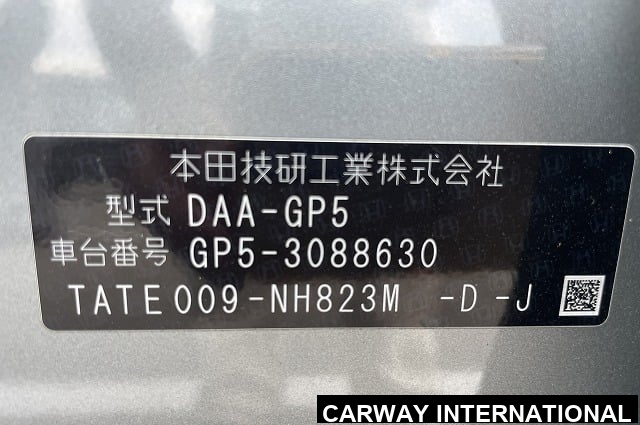 本田技研工業株式会社
型式 DAA-GP5
車台番号 GP5-3088630
TATE009-NH823M -D -J
CARWAY INTERNATIONAL